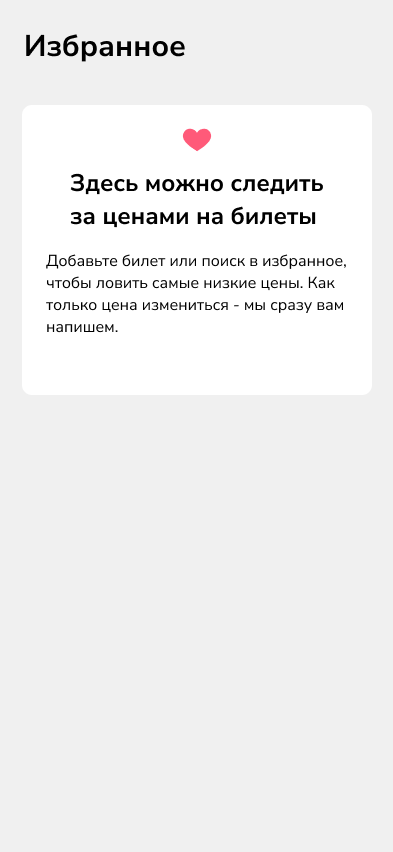 Избранное
Здесь можно следить
за ценами на билеты
Добавьте билет или поиск в избранное,
чтобы ловить самые низкие цены. Как
только цена измениться - мы сразу вам
напишем.